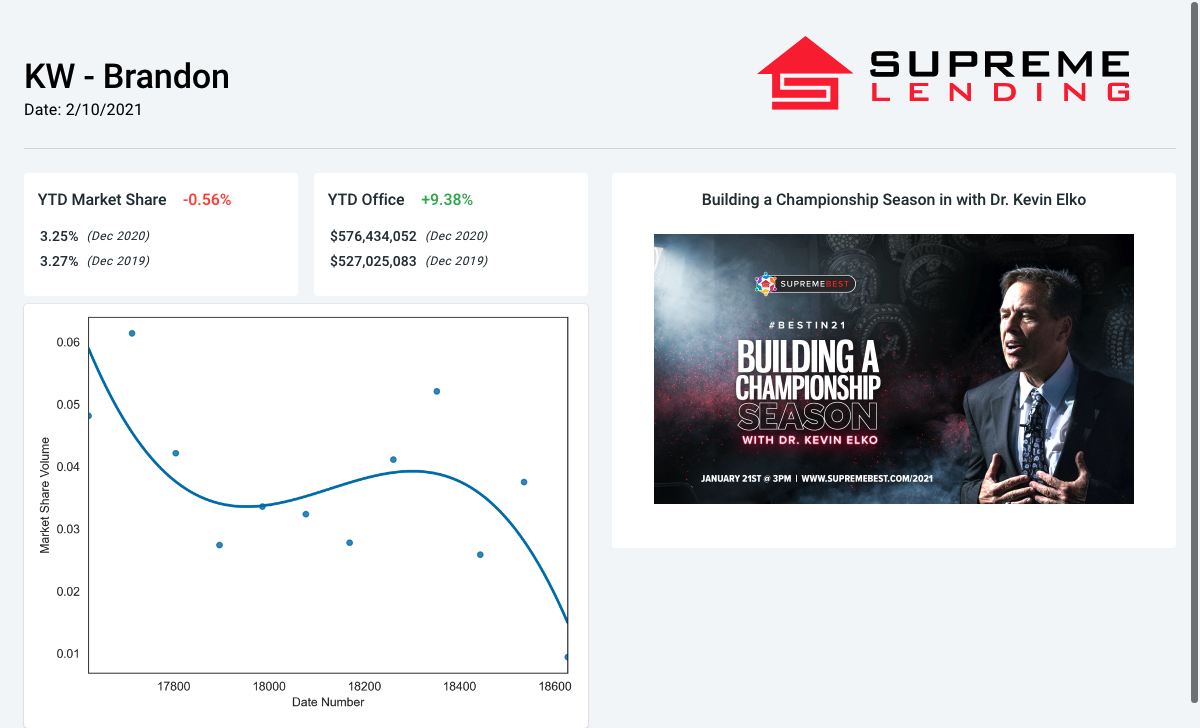 KW - Brandon
Date: 2/10/2021
SUPREME
LENDING
YTD Market Share -0.56%
3.25% (Dec 2020)
3.27% (Dec 2019)
YTD Office +9.38%
$576,434,052 (Dec 2020)
$527,025,083 (Dec 2019)
0.06
0.05
0.04
0.03
0.02
0.01
Market Share Volume
17800 18000 18200 18400 18600
Date Number
Building a Championship Season in with Dr. Kevin Elko
SUPREMEBEST
#BESTIN21
BUILDING A
CHAMPIONSHIP
SEASON
WITH DR. KEVIN ELKO
JANUARY 21ST @ 3PM | WWW.SUPREMEBEST.COM/2021